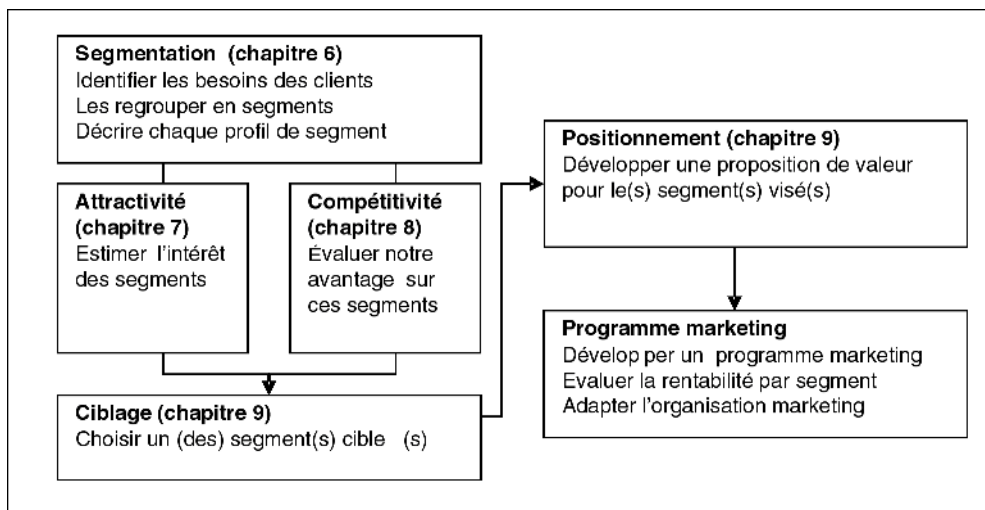 Segmentation (chapitre 6)
Identifier les besoins des clients
Les regrouper en segments
Décrire chaque profil de segment
Attractivité
(chapitre 7)
Estimer l'intérêt
des segments
Compétitivité
(chapitre 8)
Évaluer notre
avantage sur
ces segments
Ciblage (chapitre 9)
Choisir un (des) segment(s) cible (s)
Positionnement (chapitre 9)
Développer une proposition de valeur
pour le(s) segment(s) visé(s)
Programme marketing
Dévelop per un programme marketing
Evaluer la rentabilité par segment
Adapter l'organisation marketing